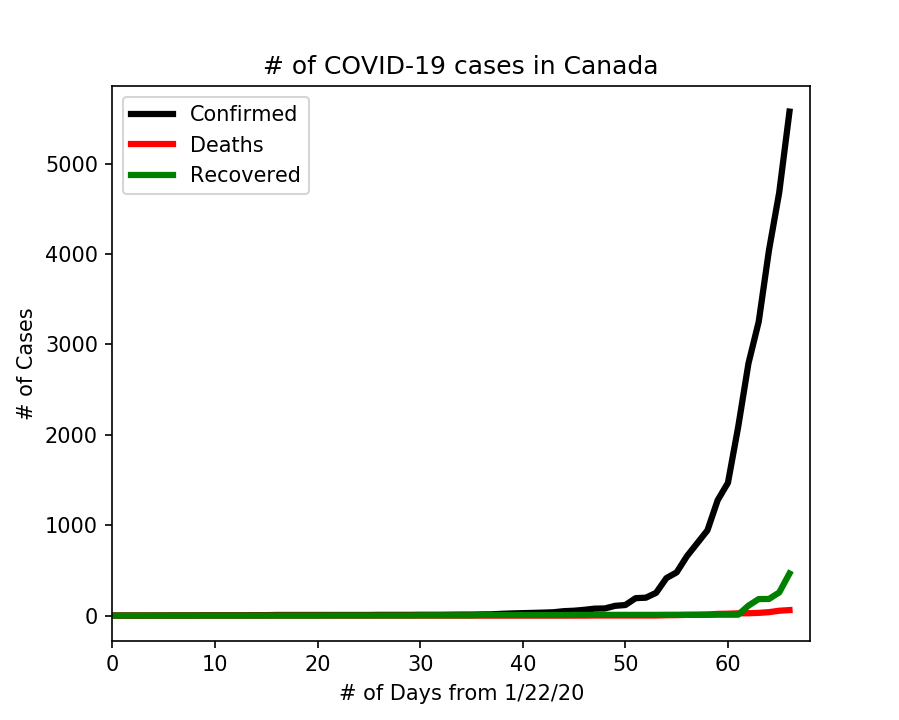 # of COVID-19 cases in Canada
Confirmed
Deaths
Recovered
5000
4000
3000
2000
1000
0
# of Cases
0 10 20 30 40 50 60
# of Days from 1/22/20